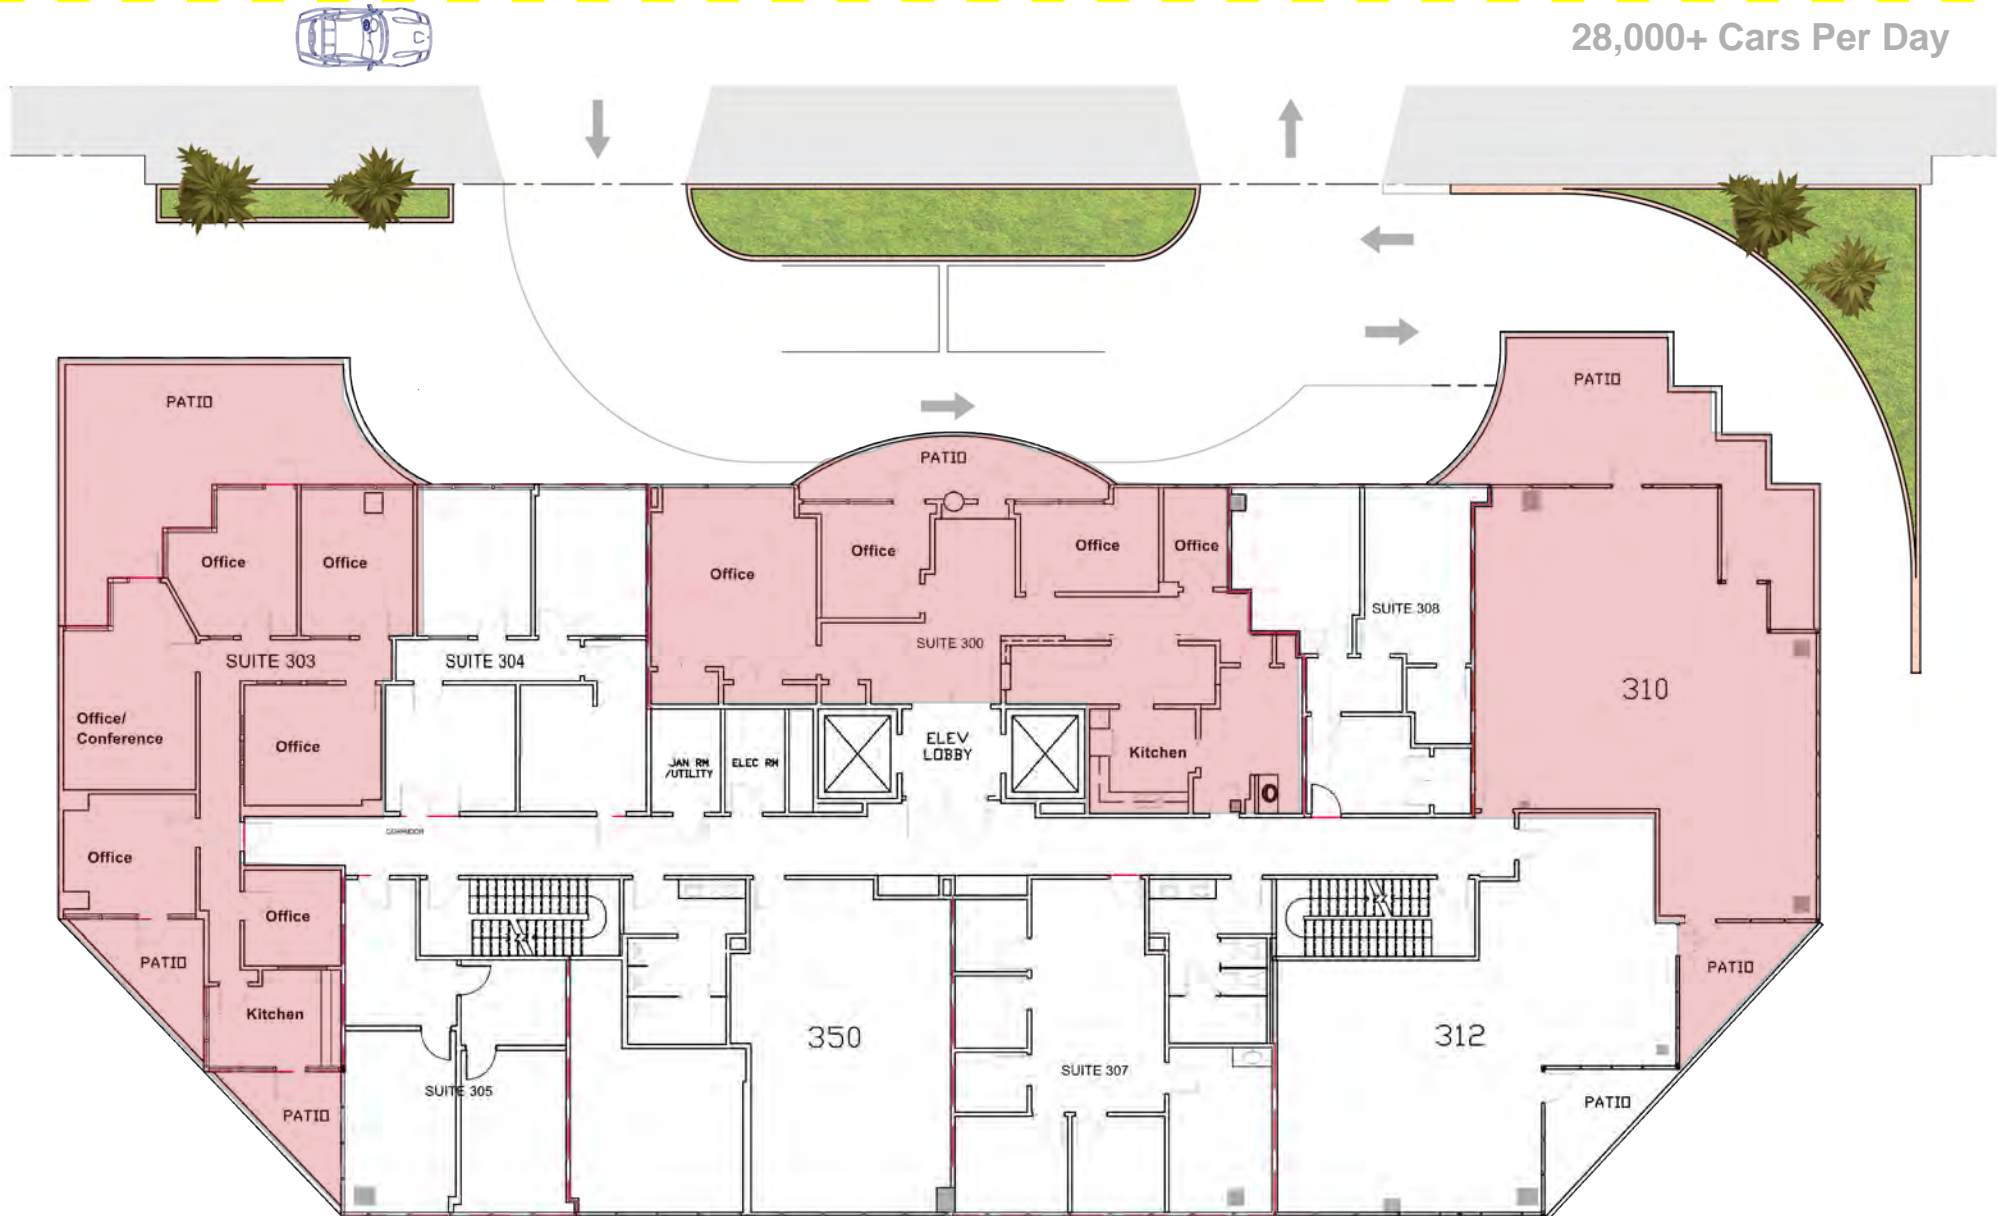 28,000+ Cars Per Day
PATIO
PATIO
PATIO
Office
Office
Office
Office
Office
Office
SUITE 308
SUITE 303
SUITE 304
SUITE 300
310
Office/
Conference
Office
JAN RM
/UTILITY
ELEC RM
ELEV
LOBBY
Kitchen
CORRIDOR
Office
Office
PATIO
Kitchen
PATIO
SUITE 305
350
SUITE 307
312
PATIO
PATIO